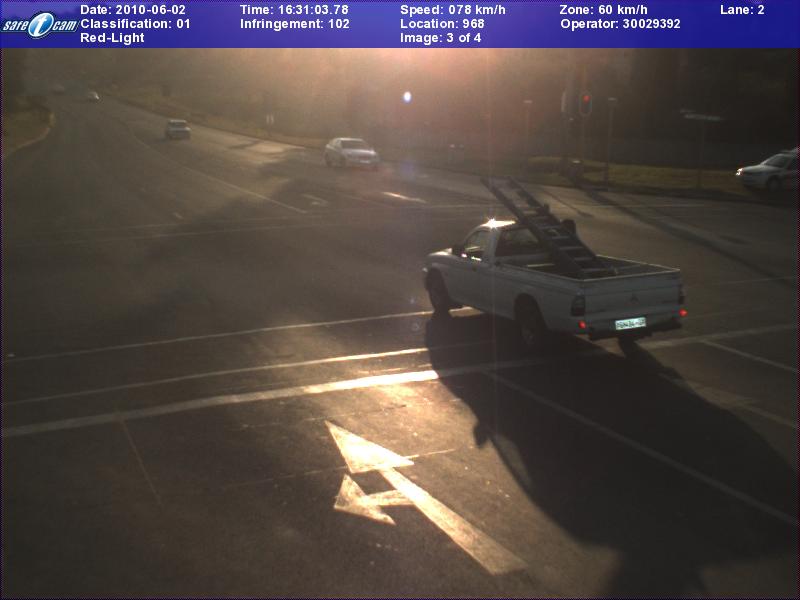 safe t cam
Date: 2010-06-02 Time: 16:31:03.78 Speed: 078 km/h Zone: 60 km/h Lane: 2
Classification: 01 Infringement: 102 Location: 968 Operator: 30029392
Red-Light Image: 3 of 4